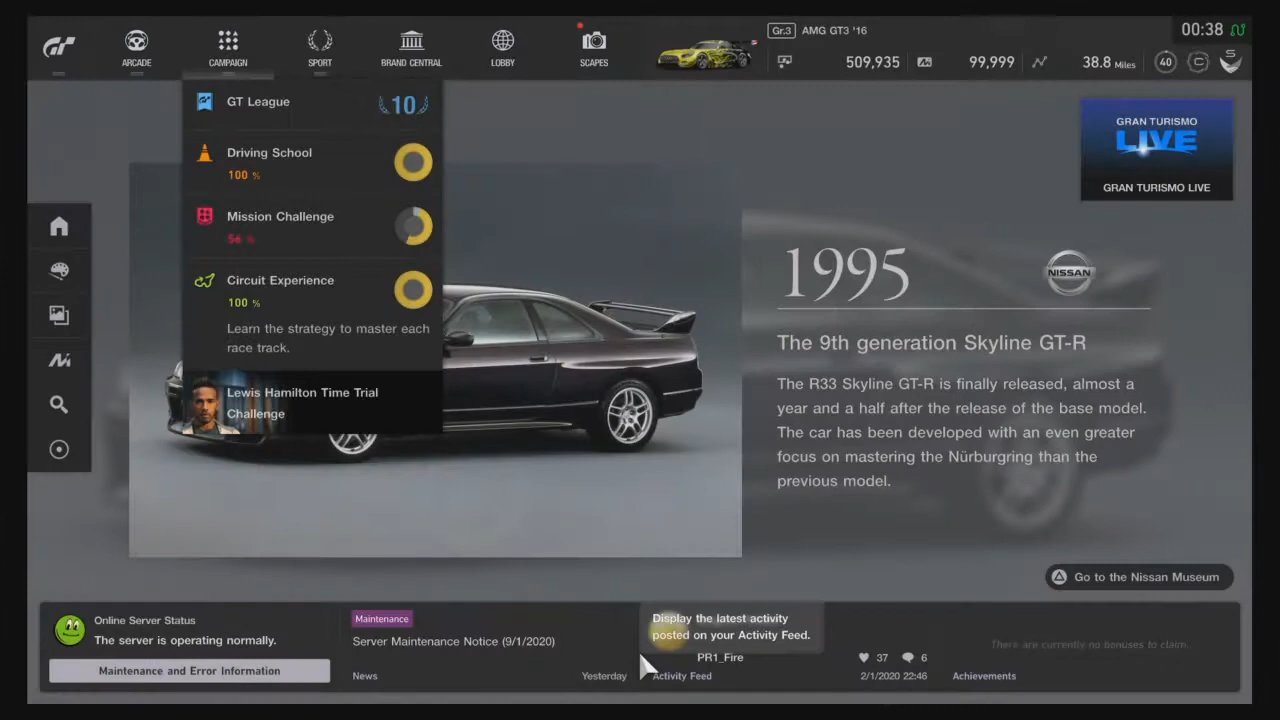 ARCADE
CAMPAIGN
SPORT
BRAND CENTRAL
LOBBY
SCAPES
Gr.3 AMG GT3 '16
509,935
99,999
38.8 Miles
40
C
S
00:38
GT League
10
Driving School
100 %
Mission Challenge
56 %
Circuit Experience
100 %
Learn the strategy to master each
race track.
Lewis Hamilton Time Trial
Challenge
GRAN TURISMO
LIVE
GRAN TURISMO LIVE
1995
NISSAN
The 9th generation Skyline GT-R
The R33 Skyline GT-R is finally released, almost a
year and a half after the release of the base model.
The car has been developed with an even greater
focus on mastering the Nürburgring than the
previous model.
Go to the Nissan Museum
Online Server Status
The server is operating normally.
Maintenance and Error Information
Maintenance
Server Maintenance Notice (9/1/2020)
News
Yesterday
Display the latest activity
posted on your Activity Feed.
PR1_Fire
37
6
Activity Feed
2/1/2020 22:46
There are currently no bonuses to claim.
Achievements